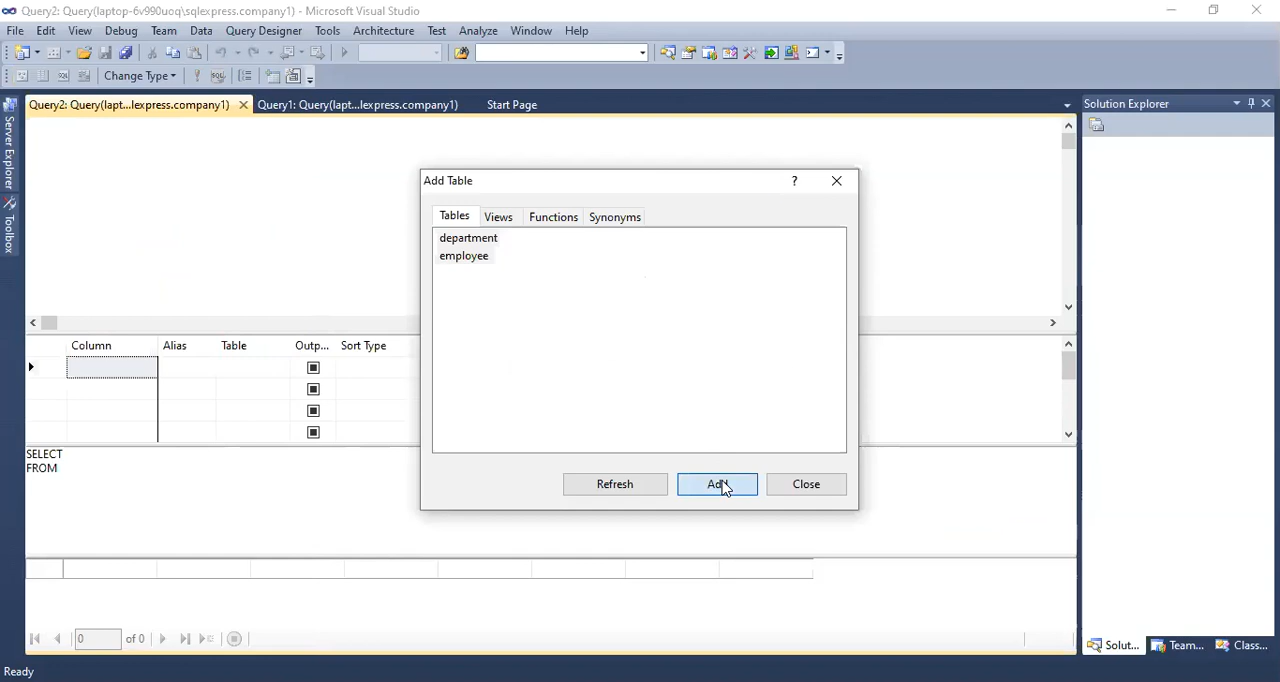 Query2: Query(laptop-6v990uoq\sqlexpress.company1) - Microsoft Visual Studio
File Edit View Debug Team Data Query Designer Tools Architecture Test Analyze Window Help
Change Type
Query2: Query(lapt...lexpress.company1) Query1: Query(lapt...lexpress.company1) Start Page
Solution Explorer
Server Explorer
Toolbox
Add Table
Tables Views Functions Synonyms
department
employee
Refresh Add Close
Column Alias Table Outp... Sort Type
SELECT
FROM
0 of 0
Solut... Team... Class...
Ready